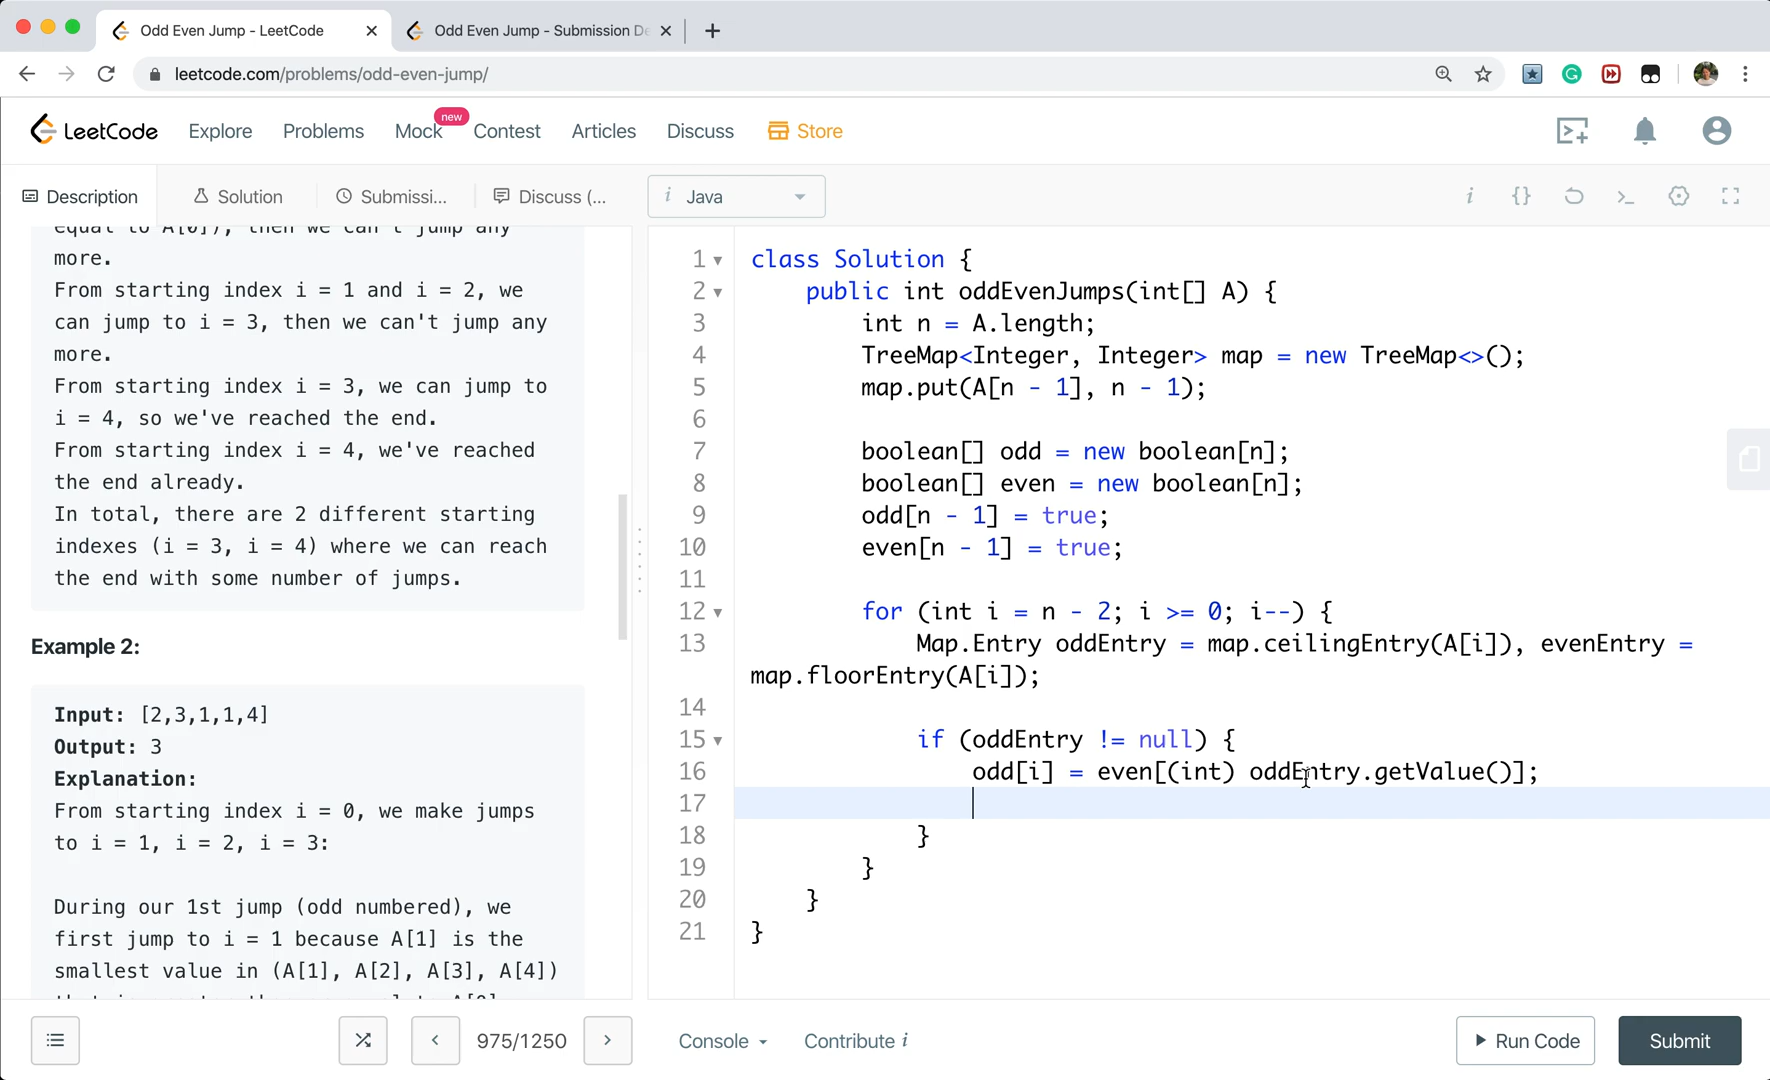 Odd Even Jump - LeetCode
Odd Even Jump - Submission De
leetcode.com/problems/odd-even-jump/
LeetCode
Explore
Problems
Mock
new
Contest
Articles
Discuss
Store
Description
Solution
Submissi...
Discuss (...
i Java
equal to A[0]), then we can't jump any
more.
From starting index i = 1 and i = 2, we
can jump to i = 3, then we can't jump any
more.
From starting index i = 3, we can jump to
i = 4, so we've reached the end.
From starting index i = 4, we've reached
the end already.
In total, there are 2 different starting
indexes (i = 3, i = 4) where we can reach
the end with some number of jumps.
Example 2:
Input: [2,3,1,1,4]
Output: 3
Explanation:
From starting index i = 0, we make jumps
to i = 1, i = 2, i = 3:
During our 1st jump (odd numbered), we
first jump to i = 1 because A[1] is the
smallest value in (A[1], A[2], A[3], A[4])
1 class Solution {
2 public int oddEvenJumps(int[] A) {
3 int n = A.length;
4 TreeMap<Integer, Integer> map = new TreeMap<>();
5 map.put(A[n - 1], n - 1);
6
7 boolean[] odd = new boolean[n];
8 boolean[] even = new boolean[n];
9 odd[n - 1] = true;
10 even[n - 1] = true;
11
12 for (int i = n - 2; i >= 0; i--) {
13 Map.Entry oddEntry = map.ceilingEntry(A[i]), evenEntry =
map.floorEntry(A[i]);
14
15 if (oddEntry != null) {
16 odd[i] = even[(int) oddEntry.getValue()];
17
18 }
19 }
20 }
21 }
975/1250
Console
Contribute i
Run Code
Submit